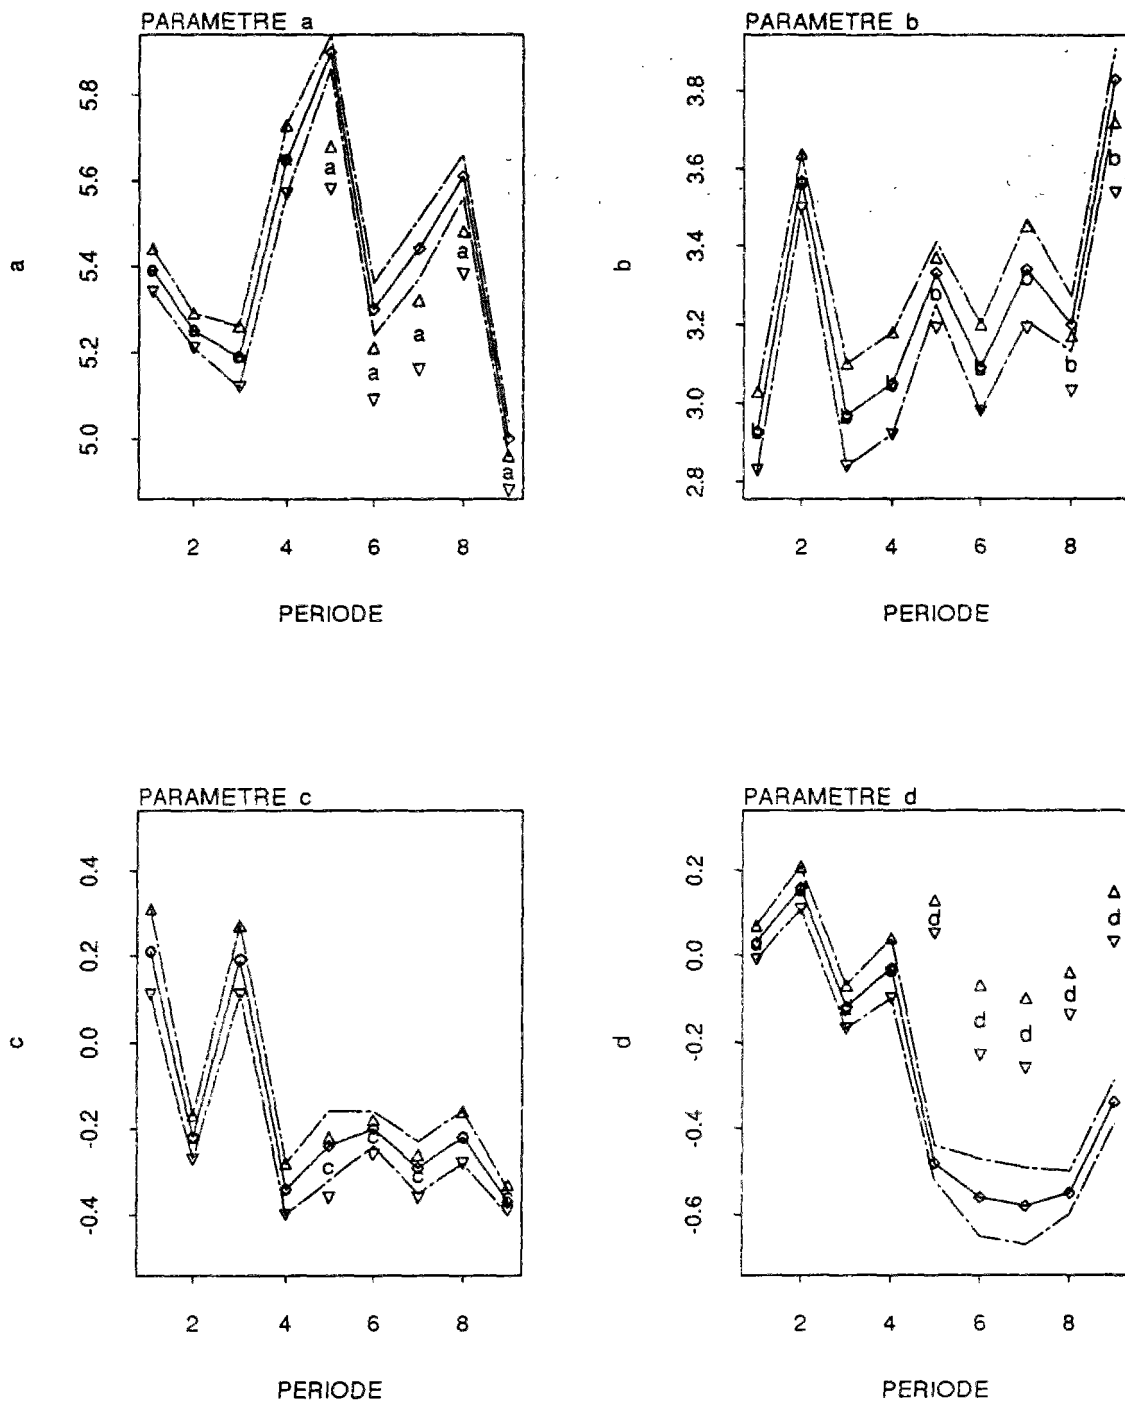 PARAMETRE a
a
5.8
5.6
5.4
5.2
5.0
a
a
a
a
a
2 4 6 8
PERIODE
PARAMETRE b
b
3.8
3.6
3.4
3.2
3.0
2.8
b
b
b
b
b
b
b
b
2 4 6 8
PERIODE
PARAMETRE c
c
0.4
0.2
0.0
-0.2
-0.4
c
c
c
2 4 6 8
PERIODE
PARAMETRE d
d
0.2
0.0
-0.2
-0.4
-0.6
d
d
d
d
d
2 4 6 8
PERIODE